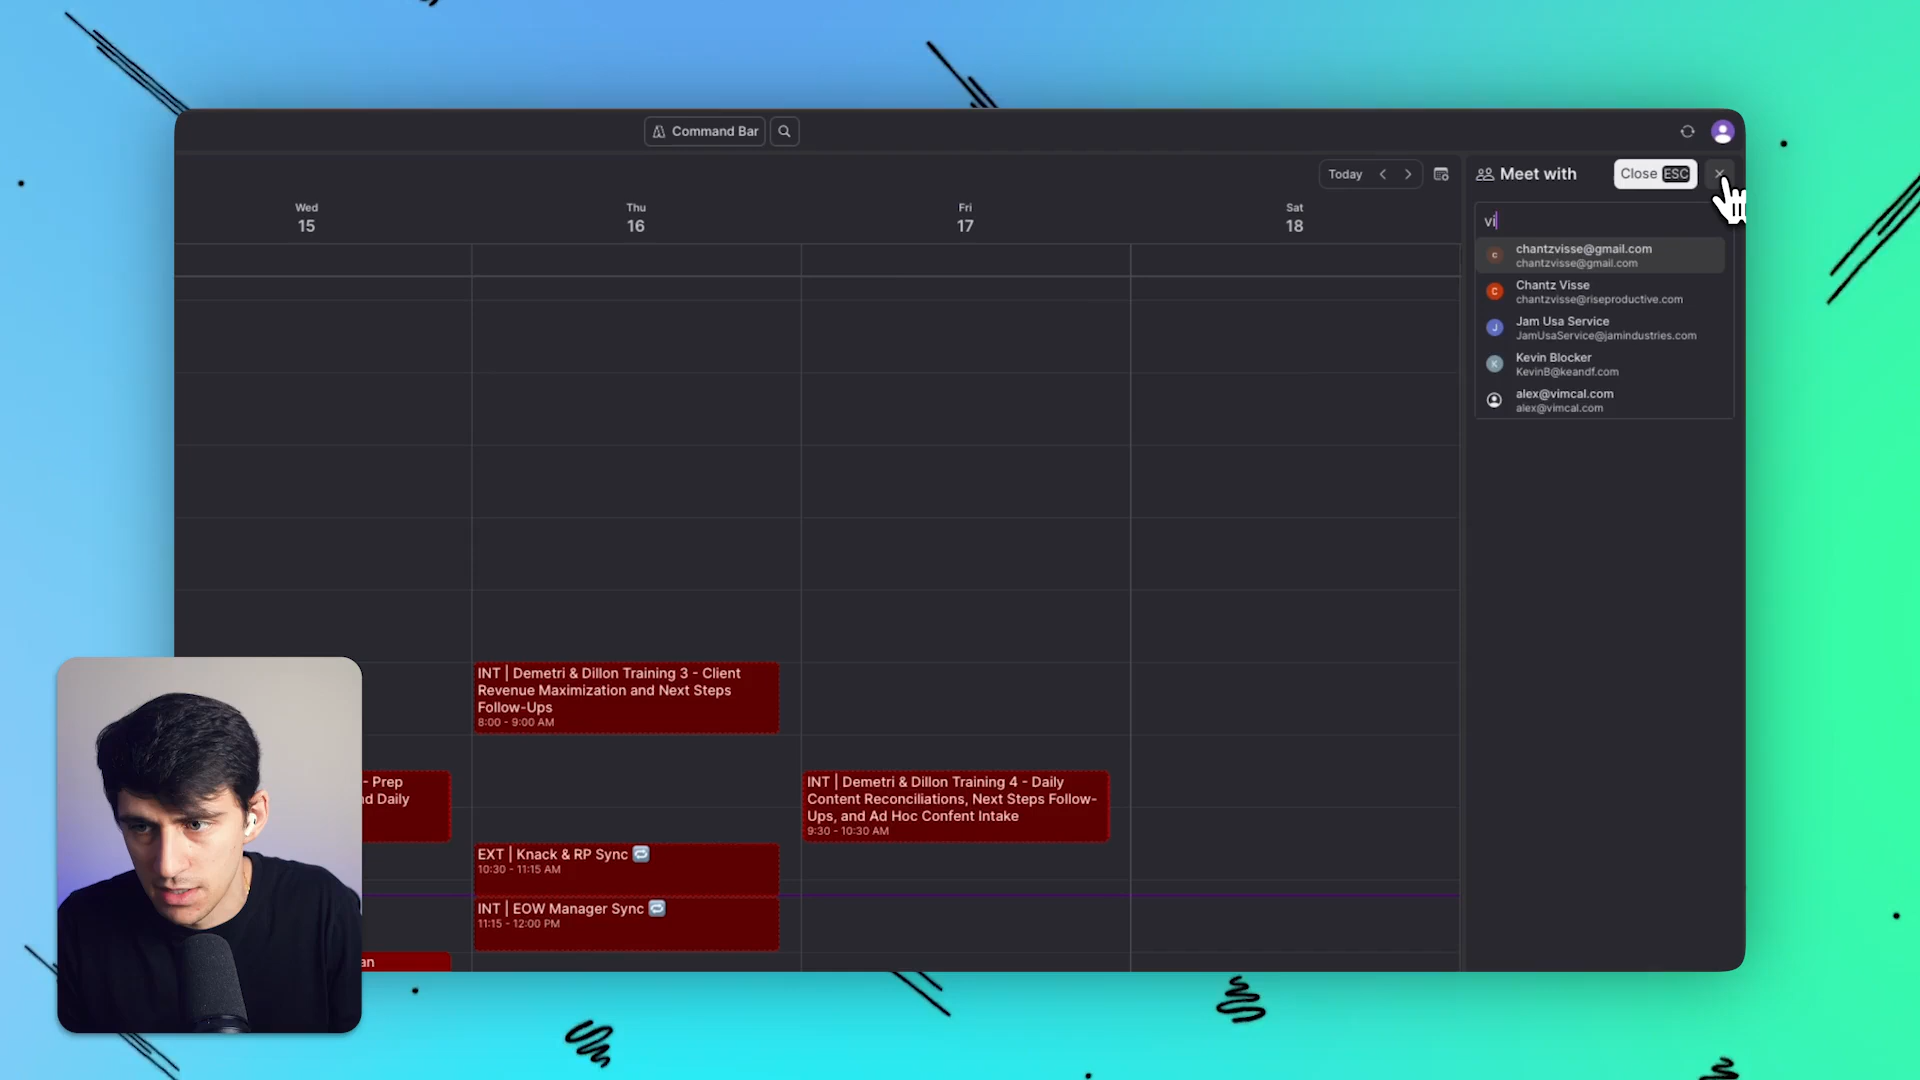 Command Bar
Today
Meet with
Close ESC
Wed
15
Thu
16
Fri
17
Sat
18
vi
c
chantzvisse@gmail.com
chantzvisse@gmail.com
C
Chantz Visse
chantzvisse@riseproductive.com
J
Jam Usa Service
JamUsaService@jamindustries.com
K
Kevin Blocker
KevinB@keandf.com
alex@vimcal.com
alex@vimcal.com
INT | Demetri & Dillon Training 3 - Client
Revenue Maximization and Next Steps
Follow-Ups
8:00 - 9:00 AM
- Prep
nd Daily
INT | Demetri & Dillon Training 4 - Daily
Content Reconciliations, Next Steps Follow-
Ups, and Ad Hoc Confent Intake
9:30 - 10:30 AM
EXT | Knack & RP Sync
10:30 - 11:15 AM
INT | EOW Manager Sync
11:15 - 12:00 PM
an